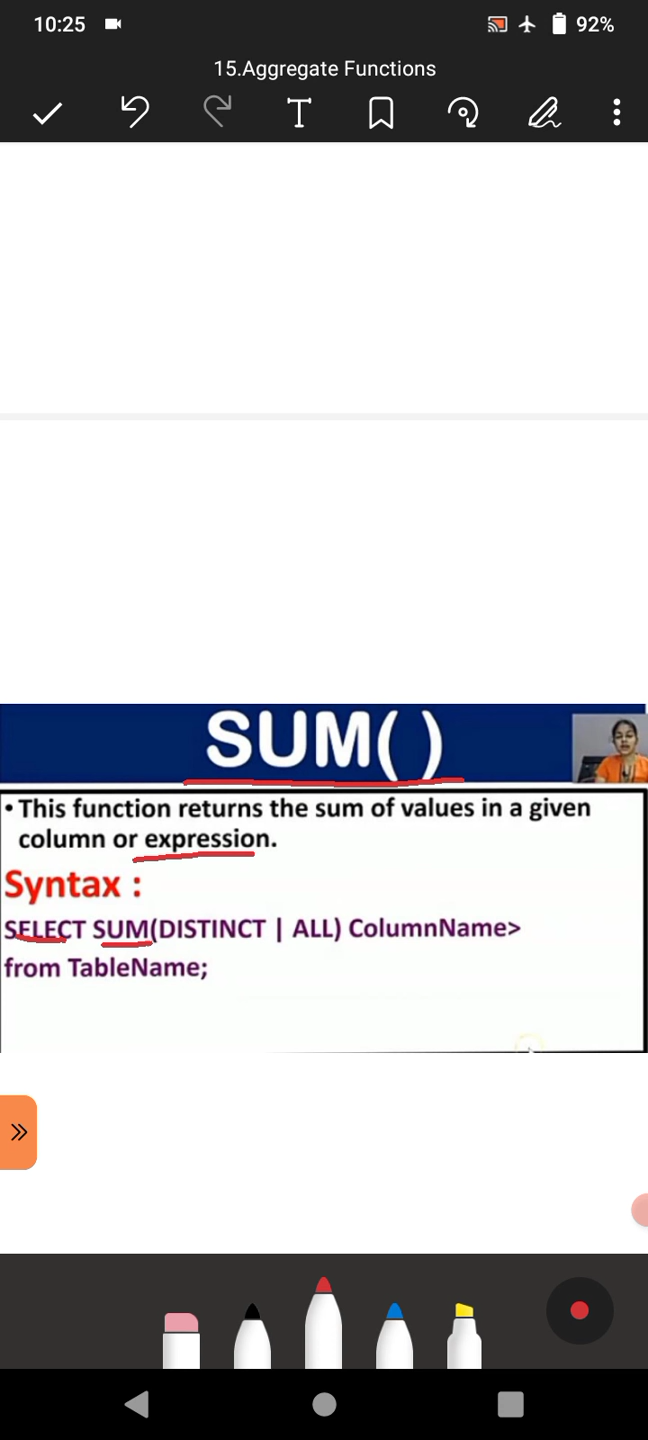 10:25
92%
15.Aggregate Functions
T
SUM( )
• This function returns the sum of values in a given
column or expression.
Syntax :
SELECT SUM(DISTINCT | ALL) ColumnName>
from TableName;